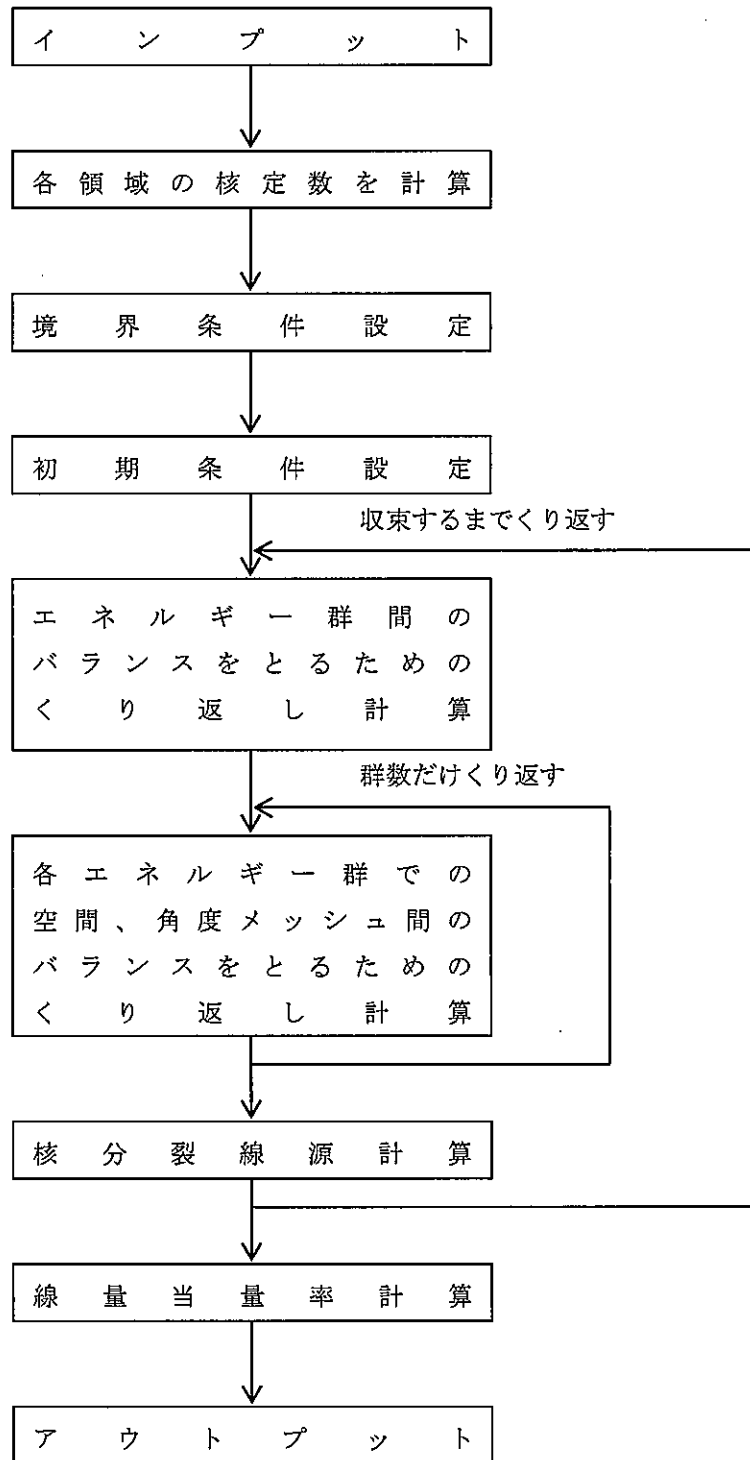 インプット
各領域の核定数を計算
境界条件設定
初期条件設定
収束するまでくり返す
エネルギー群間の
バランスをとるための
くり返し計算
群数だけくり返す
各エネルギー群での
空間、角度メッシュ間の
バランスをとるための
くり返し計算
核分裂線源計算
線量当量率計算
アウトプット